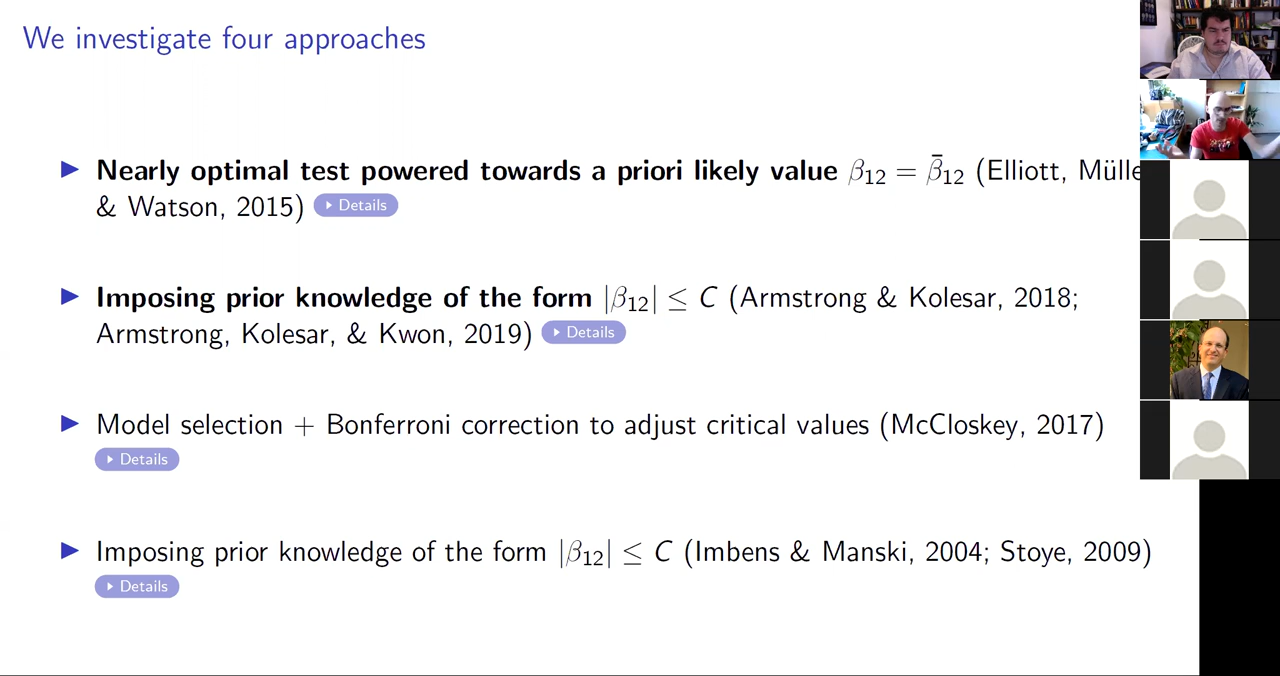 We investigate four approaches
▶ Nearly optimal test powered towards a priori likely value β₁₂ = β̄₁₂ (Elliott,
& Watson, 2015) ‣ Details
▶ Imposing prior knowledge of the form |β₁₂| ≤ C (Armstrong & Kolesar, 2018;
Armstrong, Kolesar, & Kwon, 2019) ‣ Details
▶ Model selection + Bonferroni correction to adjust critical values (McCloskey, 2017)
‣ Details
▶ Imposing prior knowledge of the form |β₁₂| ≤ C (Imbens & Manski, 2004; Stoye, 2009)
‣ Details